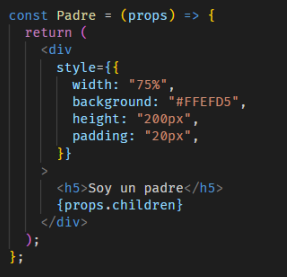 const Padre = (props) => {
  return (
    <div
      style={{
        width: "75%",
        background: "#FFEFD5",
        height: "200px",
        padding: "20px",
      }}
    >
      <h5>Soy un padre</h5>
      {props.children}
    </div>
  );
};